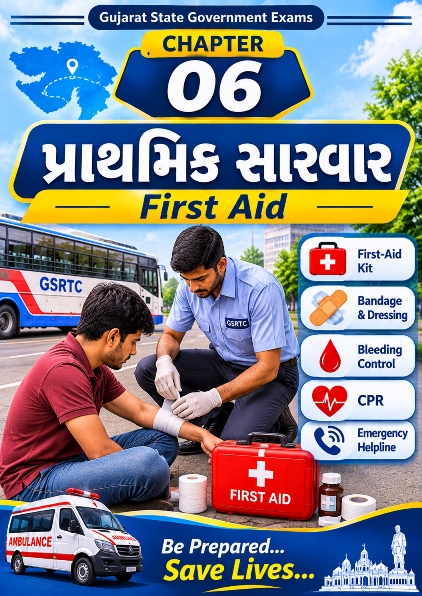 Gujarat State Government Exams
CHAPTER
06
પ્રાથમિક સારવાર
First Aid
GSRTC
GSRTC
First-Aid
Kit
Bandage
& Dressing
Bleeding
Control
CPR
Emergency
Helpline
FIRST AID
AMBULANCE
Be Prepared...
Save Lives...